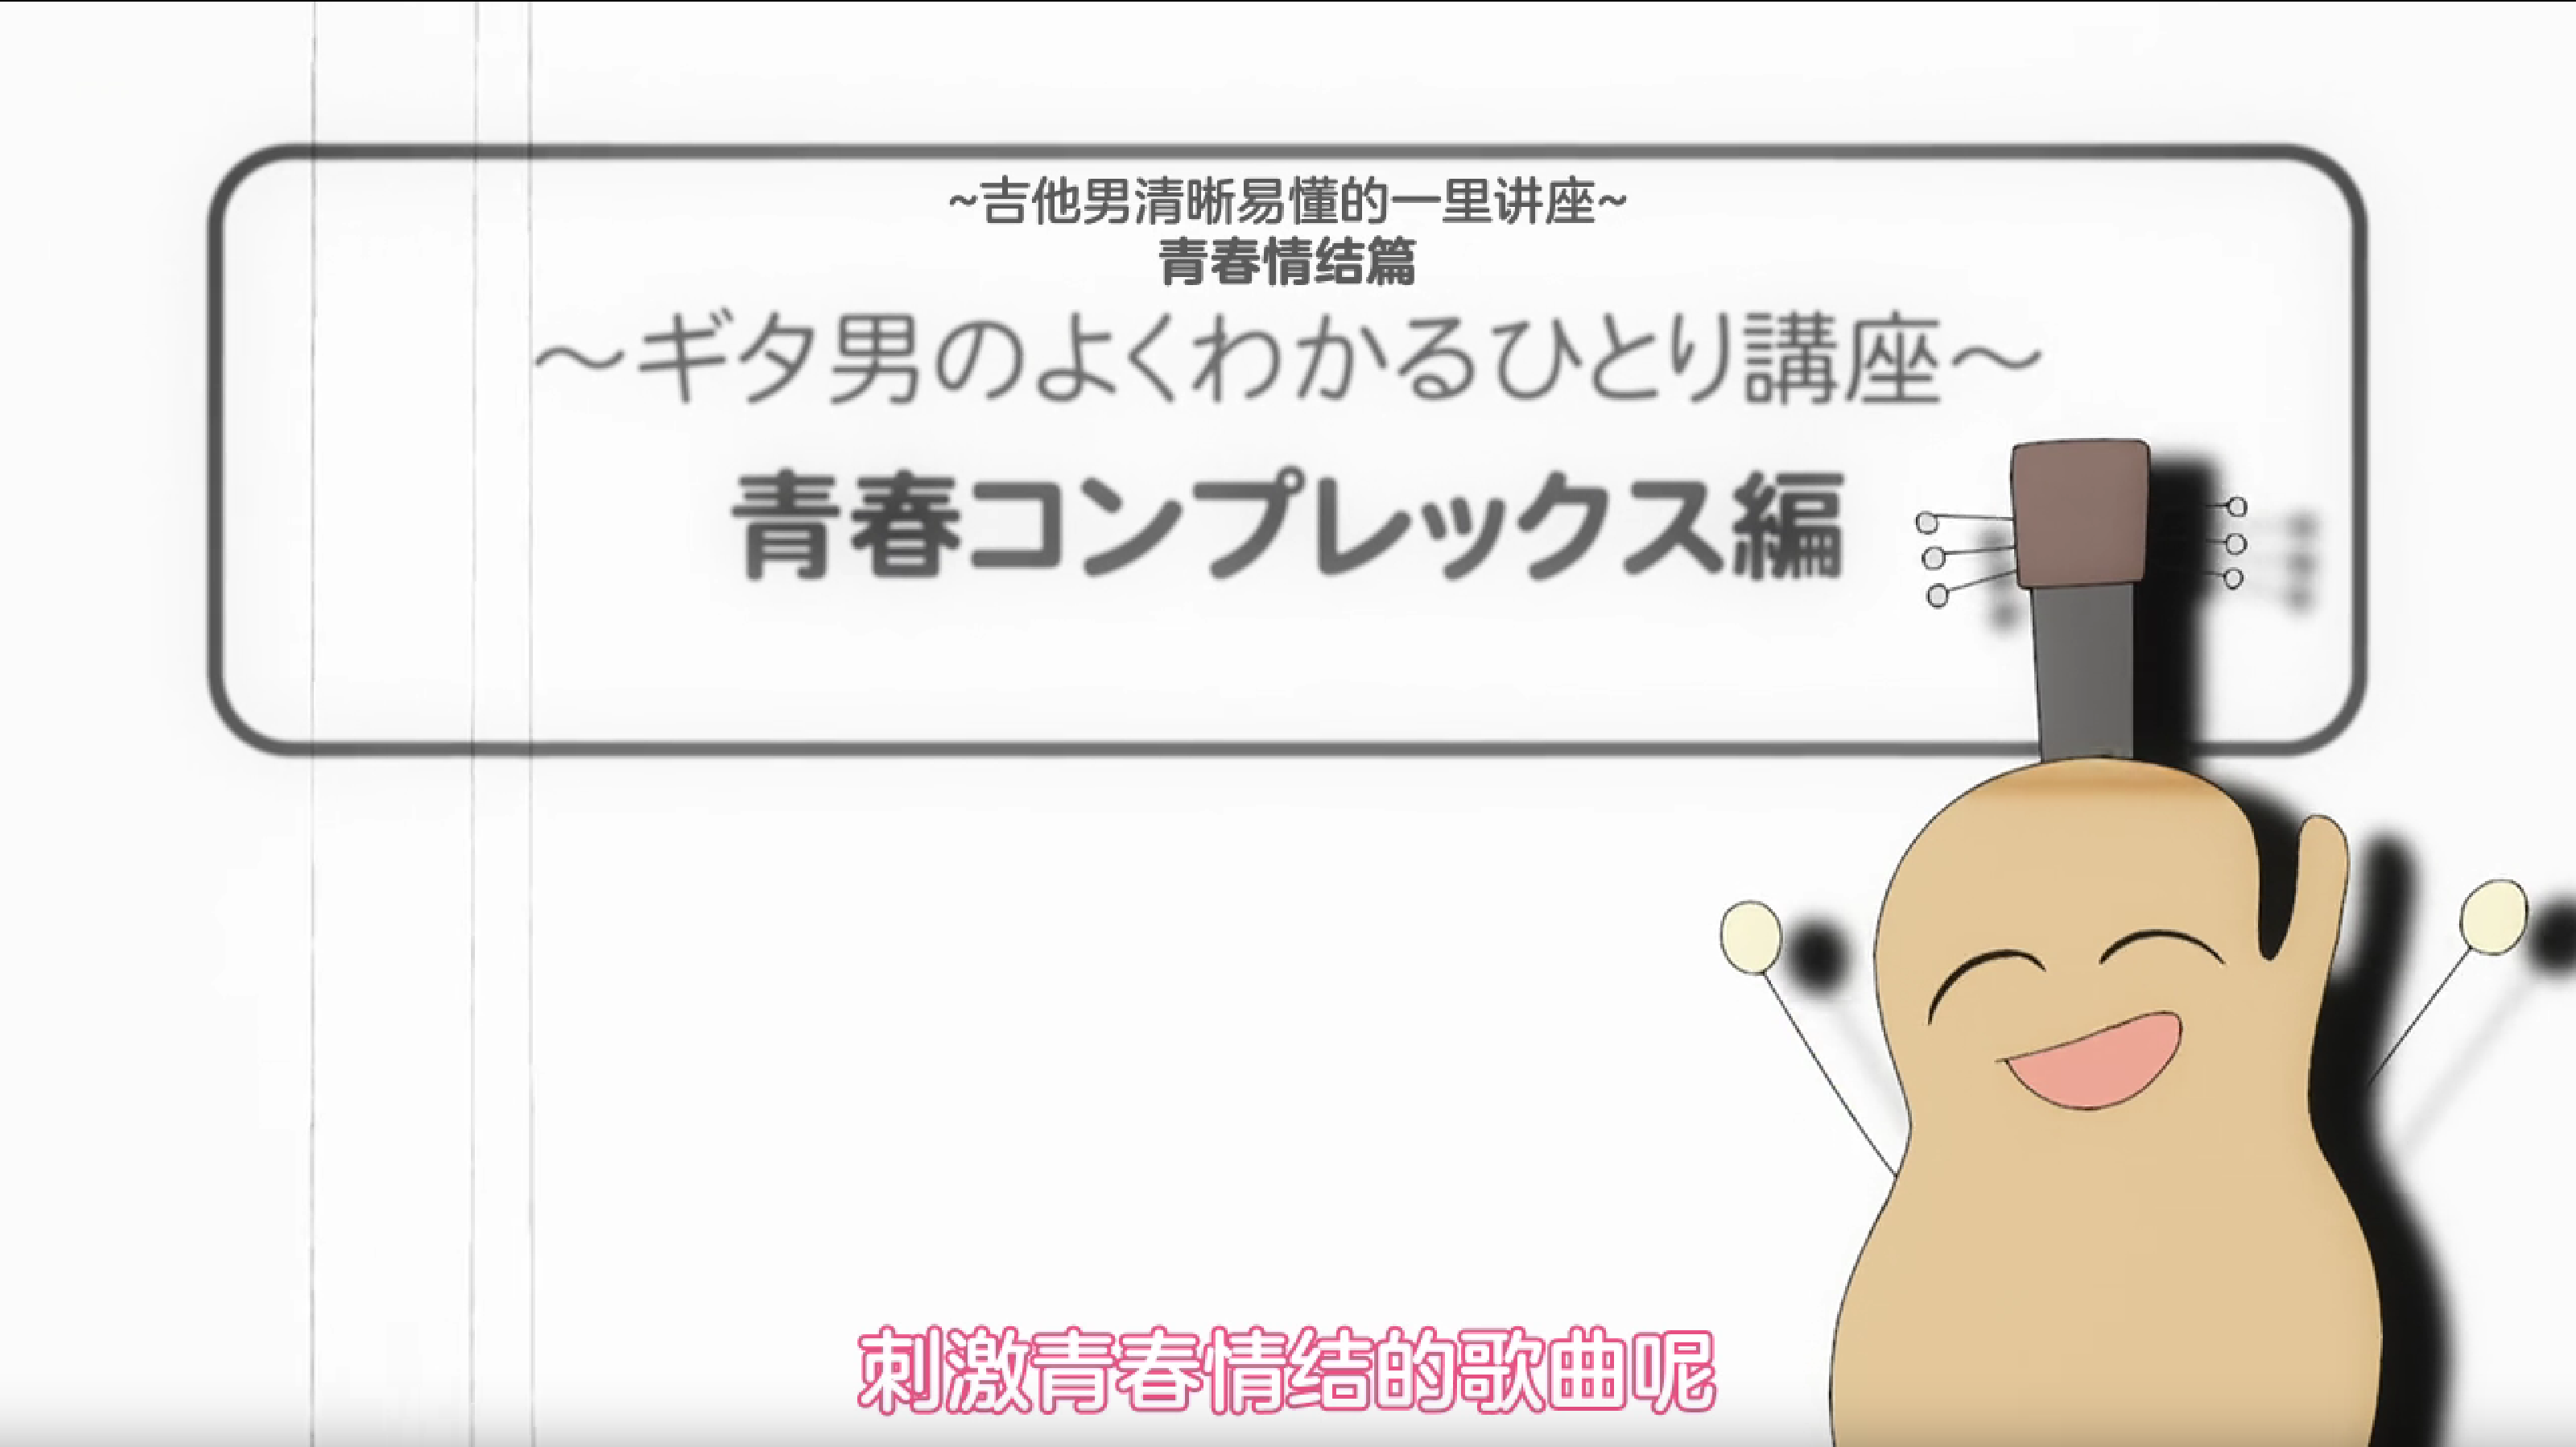 ~吉他男清晰易懂的一里讲座~
青春情结篇
～ギタ男のよくわかるひとり講座～
青春コンプレックス編
刺激青春情结的歌曲呢